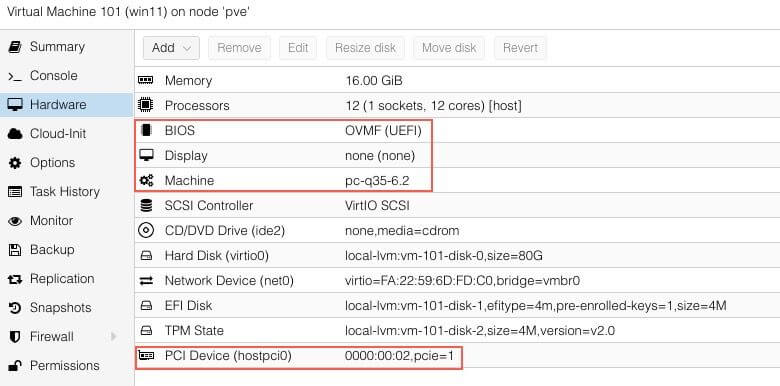 Virtual Machine 101 (win11) on node 'pve'
Summary
Console
Hardware
Cloud-Init
Options
Task History
Monitor
Backup
Replication
Snapshots
Firewall
Permissions
Add Remove Edit Resize disk Move disk Revert
Memory 16.00 GiB
Processors 12 (1 sockets, 12 cores) [host]
BIOS OVMF (UEFI)
Display none (none)
Machine pc-q35-6.2
SCSI Controller VirtIO SCSI
CD/DVD Drive (ide2) none,media=cdrom
Hard Disk (virtio0) local-lvm:vm-101-disk-0,size=80G
Network Device (net0) virtio=FA:22:59:6D:FD:C0,bridge=vmbr0
EFI Disk local-lvm:vm-101-disk-1,efitype=4m,pre-enrolled-keys=1,size=4M
TPM State local-lvm:vm-101-disk-2,size=4M,version=v2.0
PCI Device (hostpci0) 0000:00:02,pcie=1